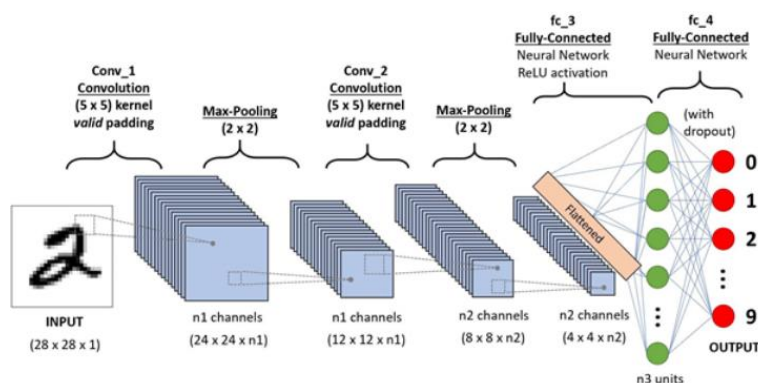 fc_3
Fully-Connected
Neural Network
ReLU activation
fc_4
Fully-Connected
Neural Network
Conv_1
Convolution
(5 x 5) kernel
valid padding
Max-Pooling
(2 x 2)
Conv_2
Convolution
(5 x 5) kernel
valid padding
Max-Pooling
(2 x 2)
(with
dropout)
Flattened
0
1
2
9
INPUT
(28 x 28 x 1)
n1 channels
(24 x 24 x n1)
n1 channels
(12 x 12 x n1)
n2 channels
(8 x 8 x n2)
n2 channels
(4 x 4 x n2)
OUTPUT
n3 units
2